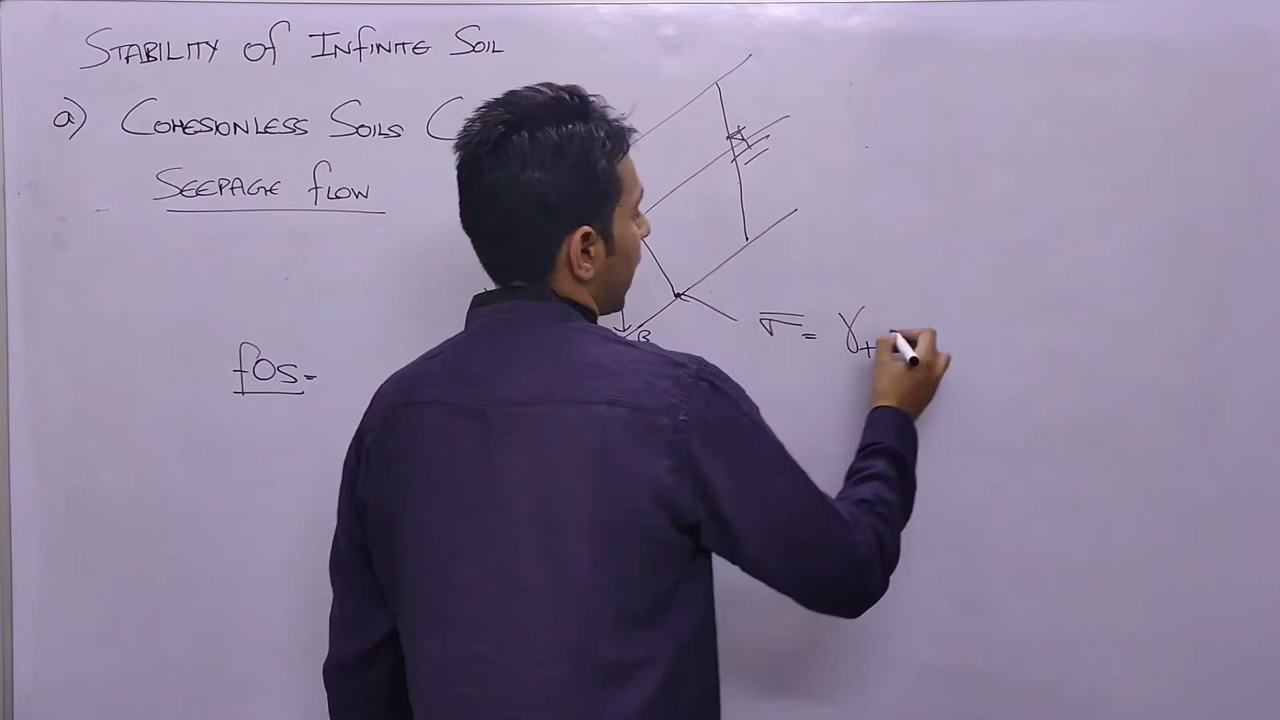 STABILITY of INFINITE SOIL
a) COHESIONLESS SOILS (
SEEPAGE flow
β
σ̅ = γ
fOS =